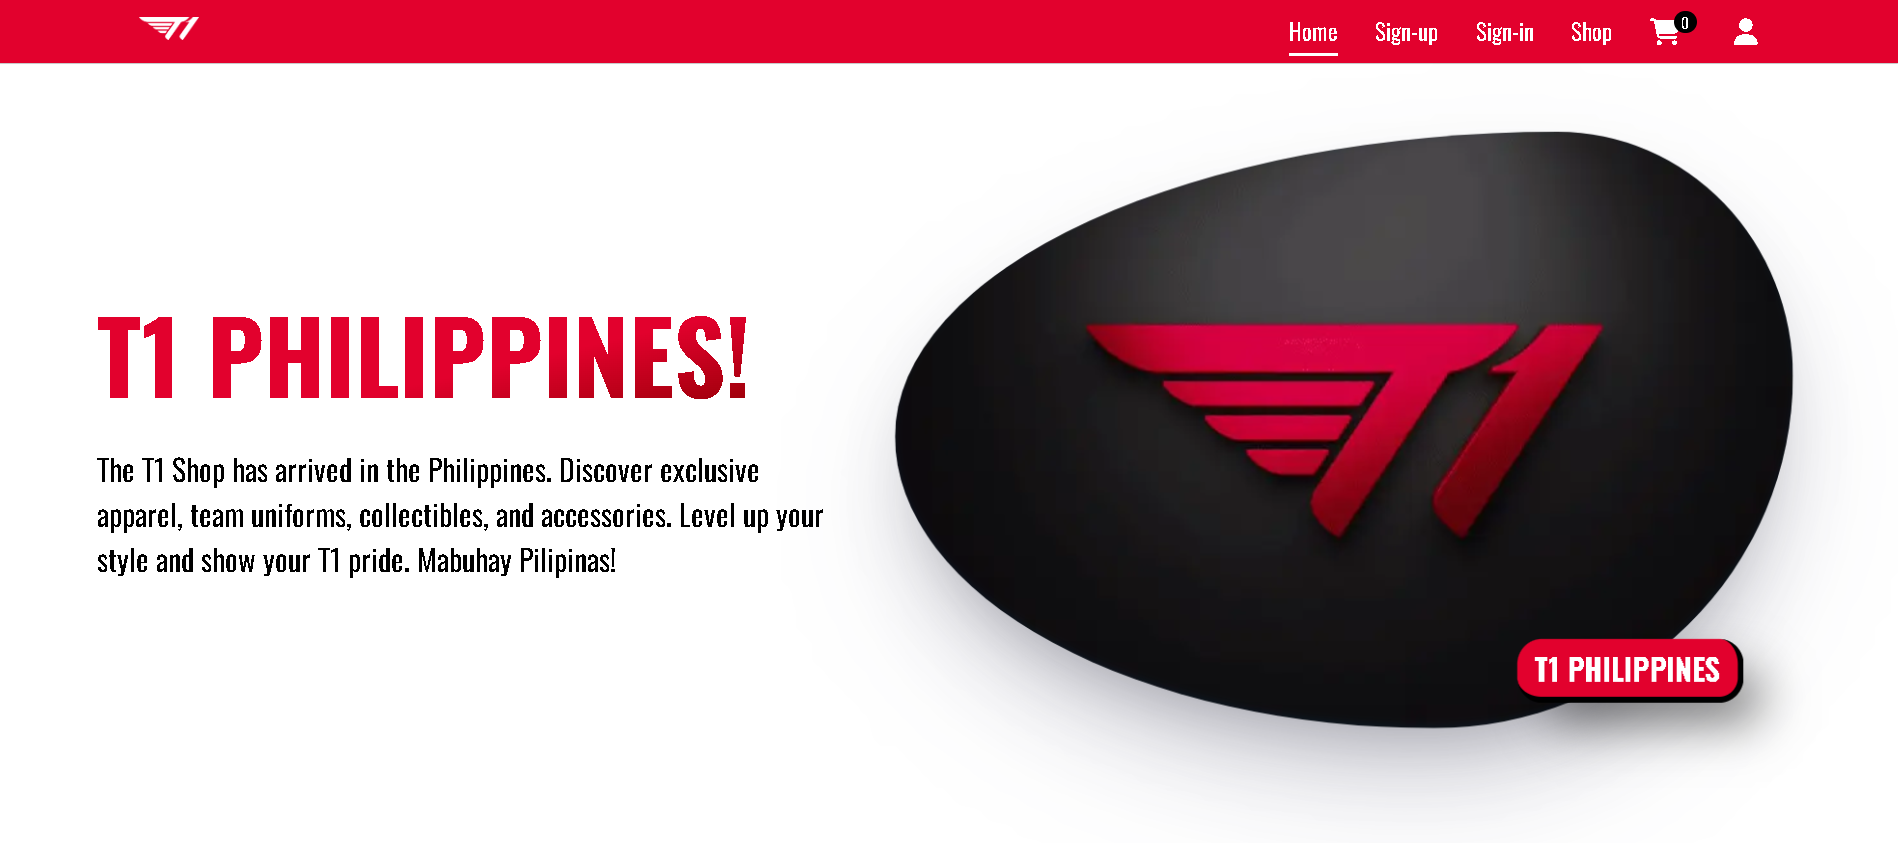 T1
Home
Sign-up
Sign-in
Shop
0
T1 PHILIPPINES!
The T1 Shop has arrived in the Philippines. Discover exclusive
apparel, team uniforms, collectibles, and accessories. Level up your
style and show your T1 pride. Mabuhay Pilipinas!
T1
T1 PHILIPPINES